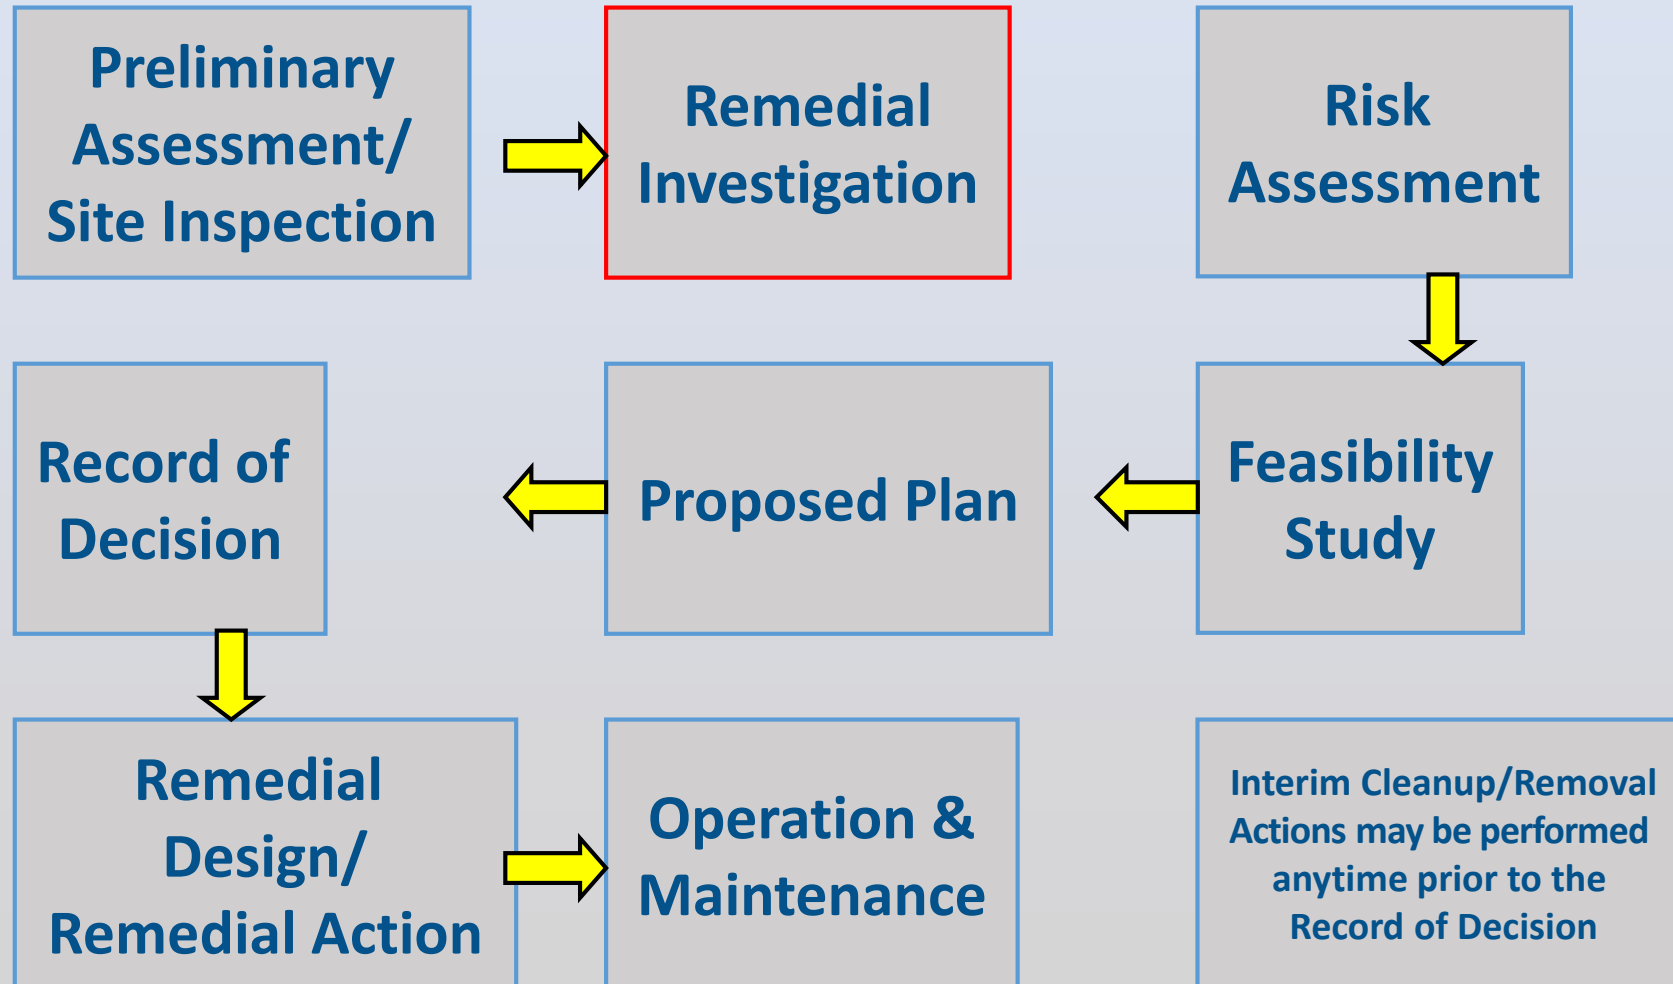 Preliminary
Assessment/
Site Inspection
Remedial
Investigation
Risk
Assessment
Record of
Decision
Proposed Plan
Feasibility
Study
Remedial
Design/
Remedial Action
Operation &
Maintenance
Interim Cleanup/Removal
Actions may be performed
anytime prior to the
Record of Decision